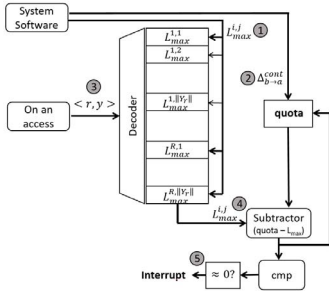 System
Software
L^{i,j}_{max} 1
L^{1,1}_{max}
L^{1,2}_{max}
2 Δ^{cont}_{b→a}
3
On an
access
< r, y >
Decoder
L^{1,‖Y_r‖}_{max}
quota
L^{R,1}_{max}
L^{R,‖Y_r‖}_{max}
4
L^{i,j}_{max}
Subtractor
(quota – L_{max})
5
Interrupt
≈ 0?
cmp